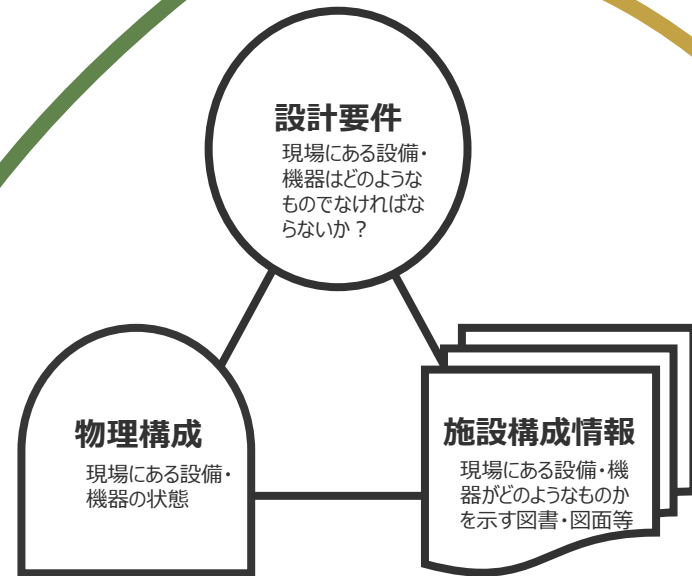 設計要件
現場にある設備・
機器はどのような
ものでなければな
らないか？
物理構成
現場にある設備・
機器の状態
施設構成情報
現場にある設備・機
器がどのようなものか
を示す図書・図面等